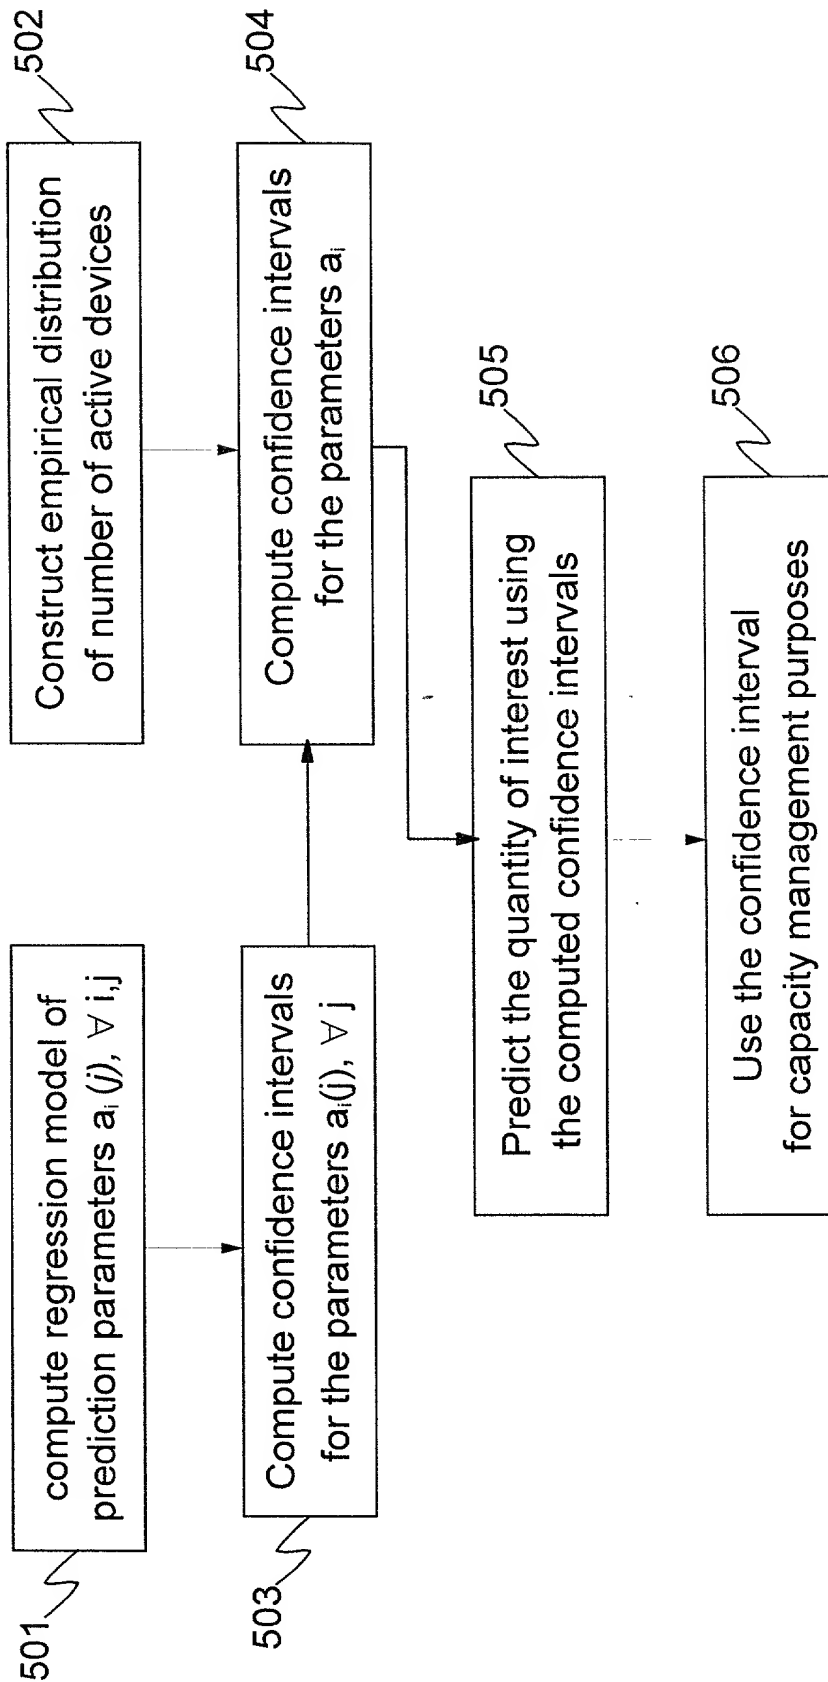 501
compute regression model of
prediction parameters aᵢ (j), ∀ i,j
502
Construct empirical distribution
of number of active devices
503
Compute confidence intervals
for the parameters aᵢ(j), ∀ j
504
Compute confidence intervals
for the parameters aᵢ
505
Predict the quantity of interest using
the computed confidence intervals
506
Use the confidence interval
for capacity management purposes